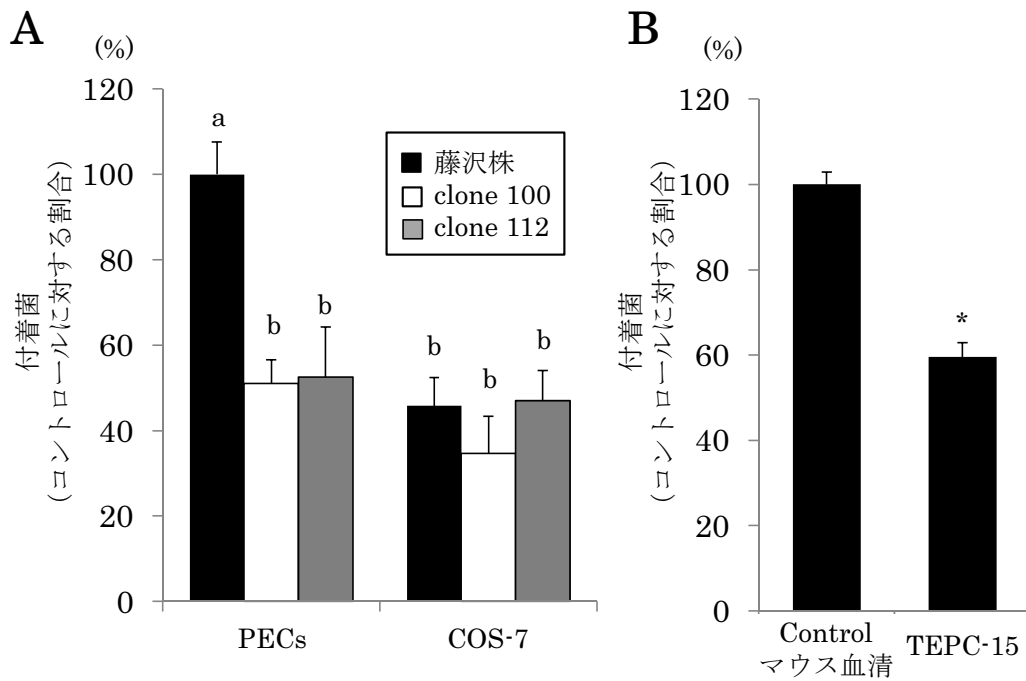 A
(%)
付着菌
(コントロールに対する割合)
120
100
80
60
40
20
0
a
b
b
b
b
b
藤沢株
clone 100
clone 112
PECs
COS-7
B
(%)
付着菌
(コントロールに対する割合)
120
100
80
60
40
20
0
*
Control
マウス血清
TEPC-15